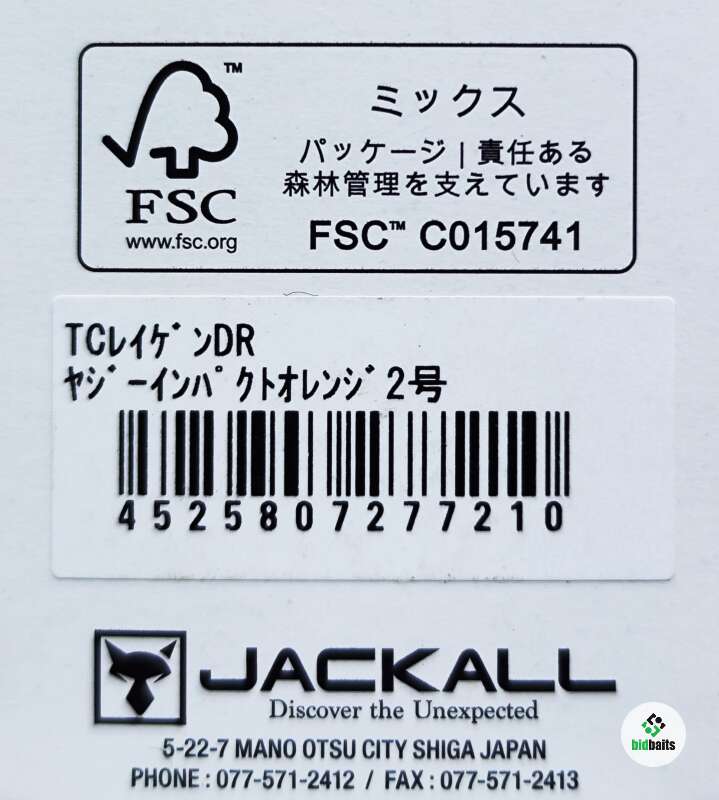 TM
FSC
www.fsc.org
ミックス
パッケージ | 責任ある
森林管理を支えています
FSC™ C015741
TCﾚｲｹﾞﾝDR
ﾔｼﾞｰｲﾝﾊﾟｸﾄｵﾚﾝｼﾞ2号
4525807277210
JACKALL
Discover the Unexpected
5-22-7 MANO OTSU CITY SHIGA JAPAN
PHONE : 077-571-2412 / FAX : 077-571-2413
bidbaits